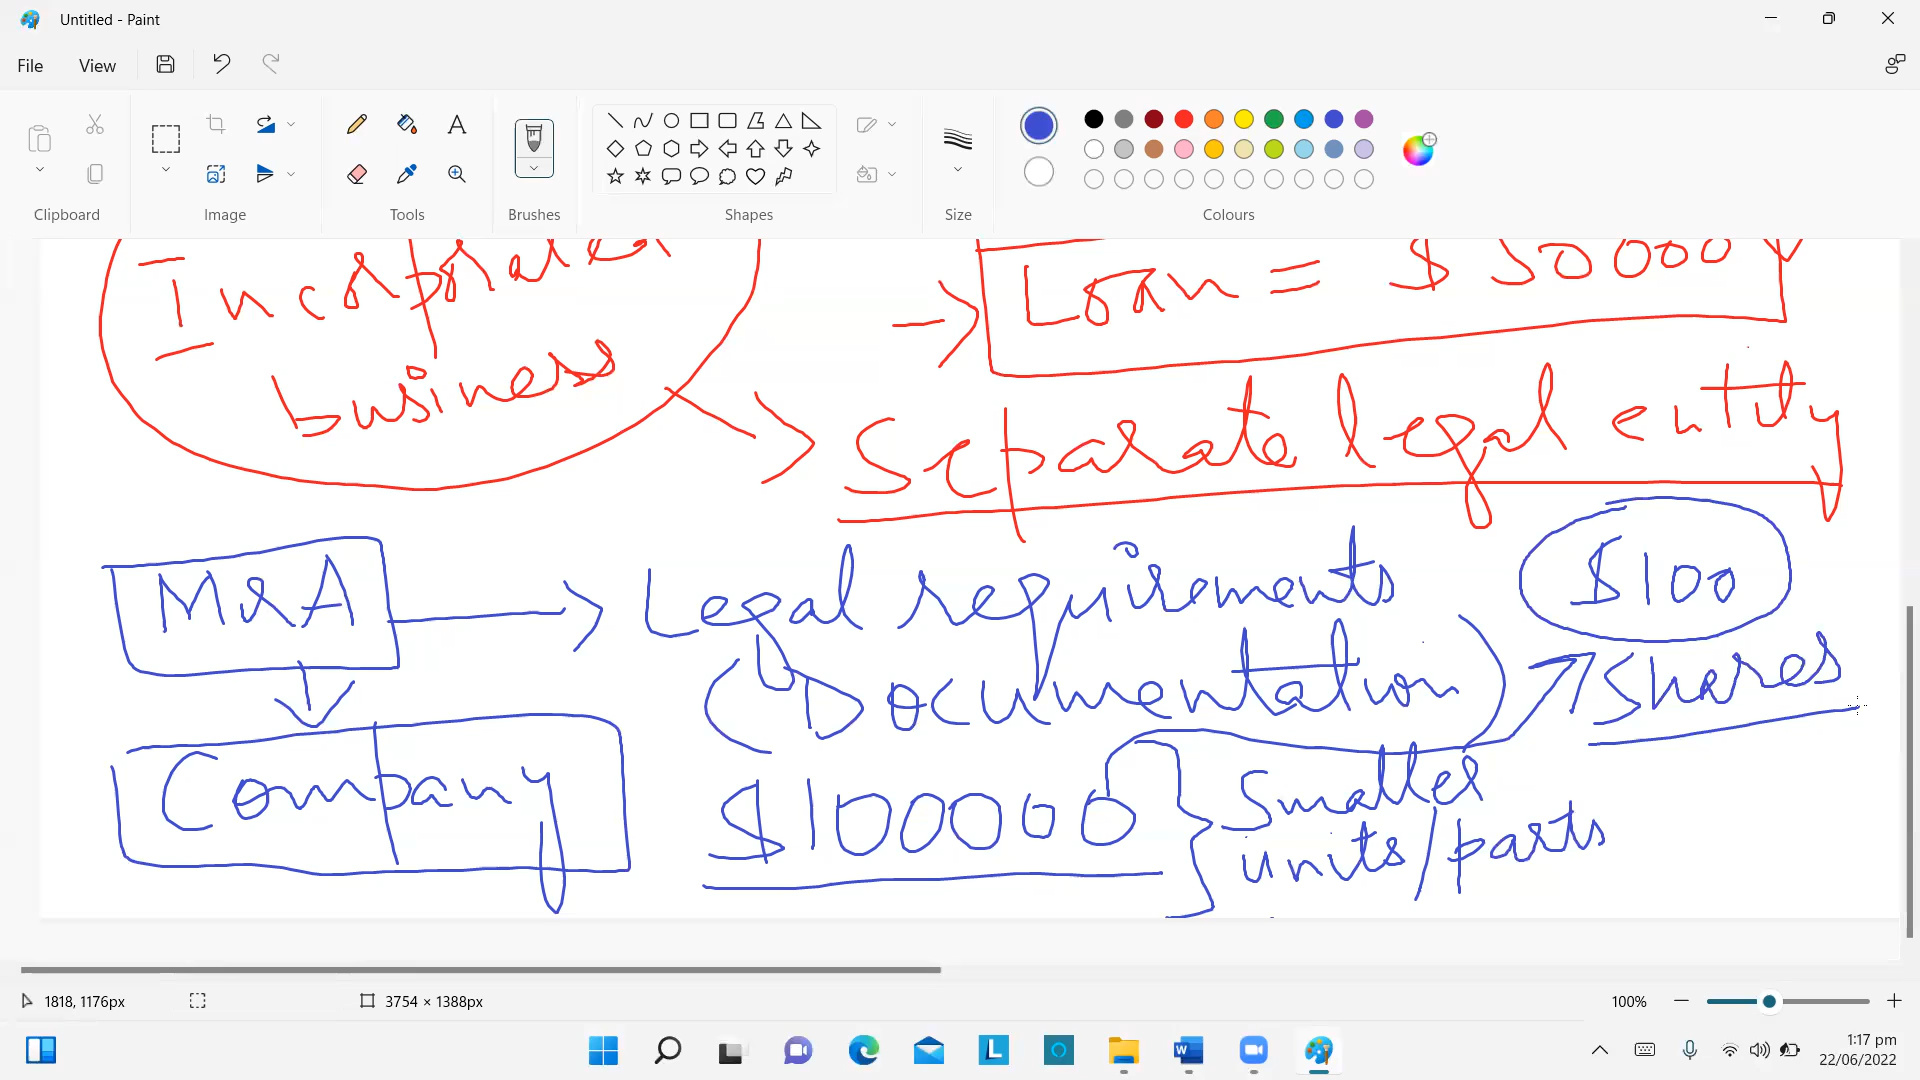 Untitled - Paint
File
View
Clipboard
Image
Tools
Brushes
Shapes
Size
Colours
Incorporated
business
Loan = $50000
Separate legal entity
Mr A
Legal requirements
(Documentation)
$100
shares
Company
$100000
Smaller
units/parts
1818, 1176px
3754 × 1388px
100%
1:17 pm
22/06/2022